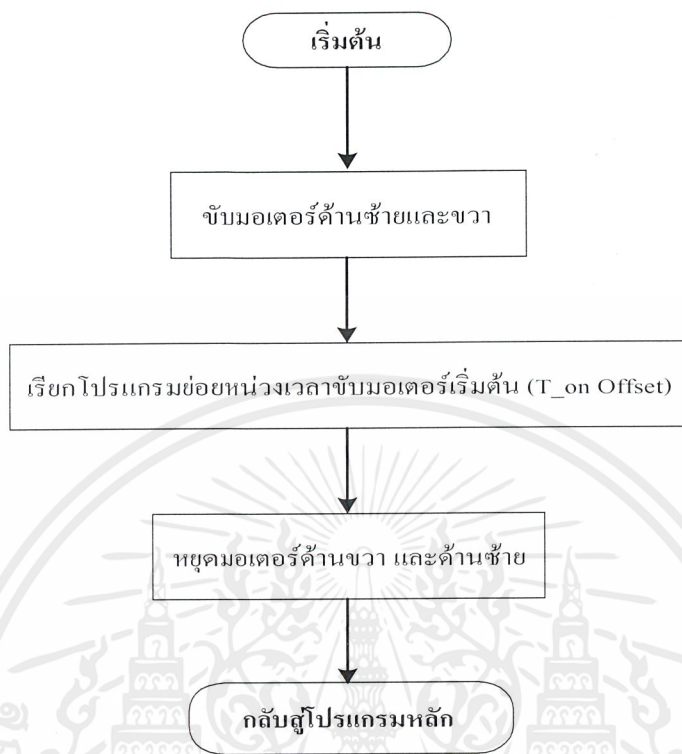 เริ่มต้น
ขับมอเตอร์ด้านซ้ายและขวา
เรียกโปรแกรมย่อยหน่วงเวลาขับมอเตอร์เริ่มต้น (T_on Offset)
หยุดมอเตอร์ด้านขวา และด้านซ้าย
กลับสู่โปรแกรมหลัก